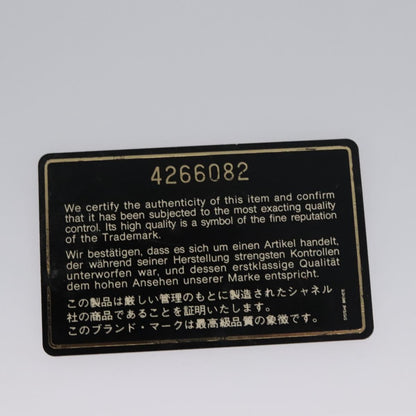 4266082
We certify the authenticity of this item and confirm
that it has been subjected to the most exacting quality
control. Its high quality is a symbol of the fine reputation
of the Trademark.
Wir bestätigen, dass es sich um einen Artikel handelt,
der während seiner Herstellung strengsten Kontrollen
unterworfen war, und dessen erstklassige Qualität
dem hohen Ansehen unserer Marke entspricht.
この製品は厳しい管理のもとに製造されたシャネル
社の商品であることを証明いたします。
このブランド・マークは最高級品質の象徴です。